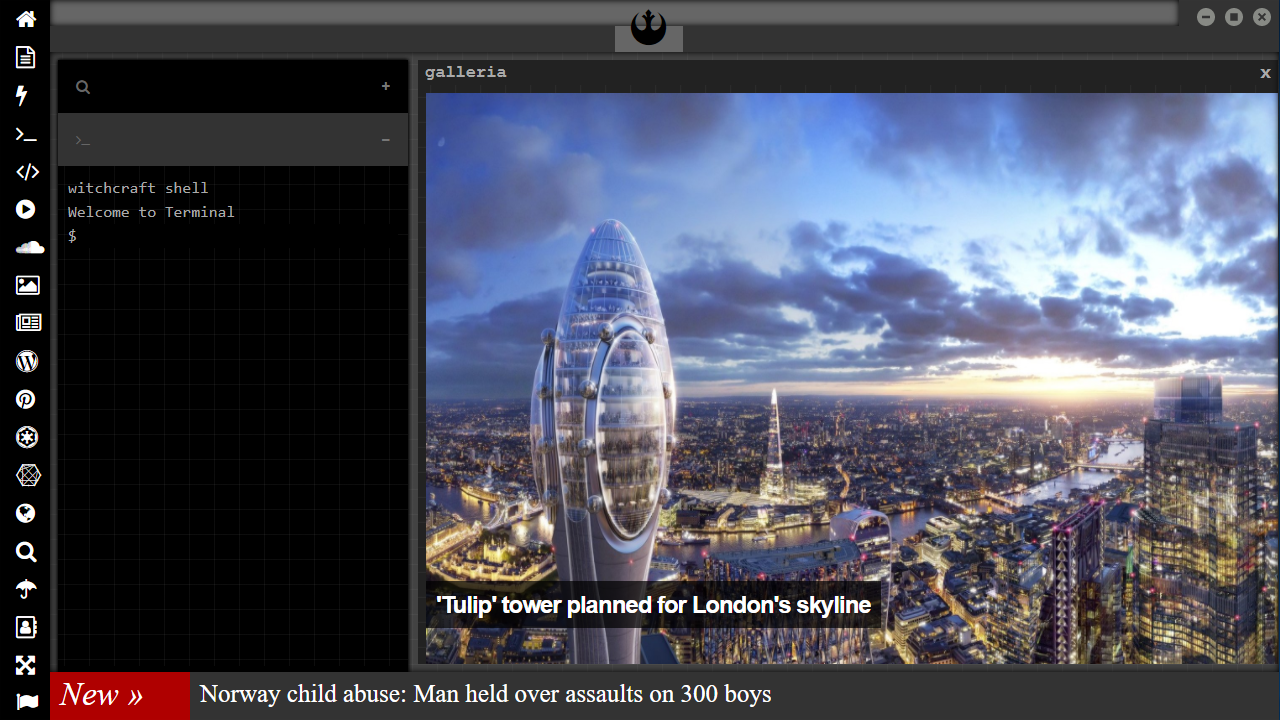 galleria x
+
>_ −
witchcraft shell
Welcome to Terminal
$
'Tulip' tower planned for London's skyline
New » Norway child abuse: Man held over assaults on 300 boys